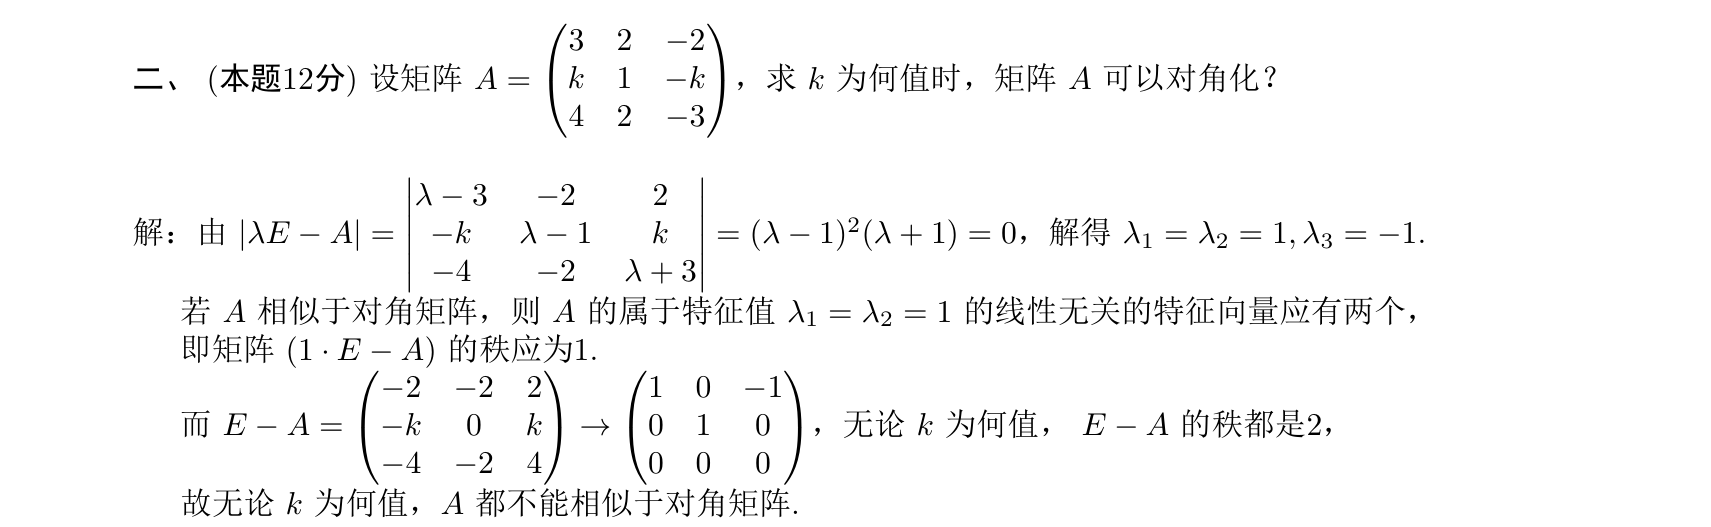 二、 (本题12分) 设矩阵 $A = \begin{pmatrix} 3 & 2 & -2 \\ k & 1 & -k \\ 4 & 2 & -3 \end{pmatrix}$，求 $k$ 为何值时，矩阵 $A$ 可以对角化？
解：由 $|\lambda E - A| = \begin{vmatrix} \lambda - 3 & -2 & 2 \\ -k & \lambda - 1 & k \\ -4 & -2 & \lambda + 3 \end{vmatrix} = (\lambda - 1)^2(\lambda + 1) = 0$，解得 $\lambda_1 = \lambda_2 = 1, \lambda_3 = -1.$
若 $A$ 相似于对角矩阵，则 $A$ 的属于特征值 $\lambda_1 = \lambda_2 = 1$ 的线性无关的特征向量应有两个，
即矩阵 $(1 \cdot E - A)$ 的秩应为1.
而 $E - A = \begin{pmatrix} -2 & -2 & 2 \\ -k & 0 & k \\ -4 & -2 & 4 \end{pmatrix} \rightarrow \begin{pmatrix} 1 & 0 & -1 \\ 0 & 1 & 0 \\ 0 & 0 & 0 \end{pmatrix}$，无论 $k$ 为何值， $E - A$ 的秩都是2，
故无论 $k$ 为何值，$A$ 都不能相似于对角矩阵.